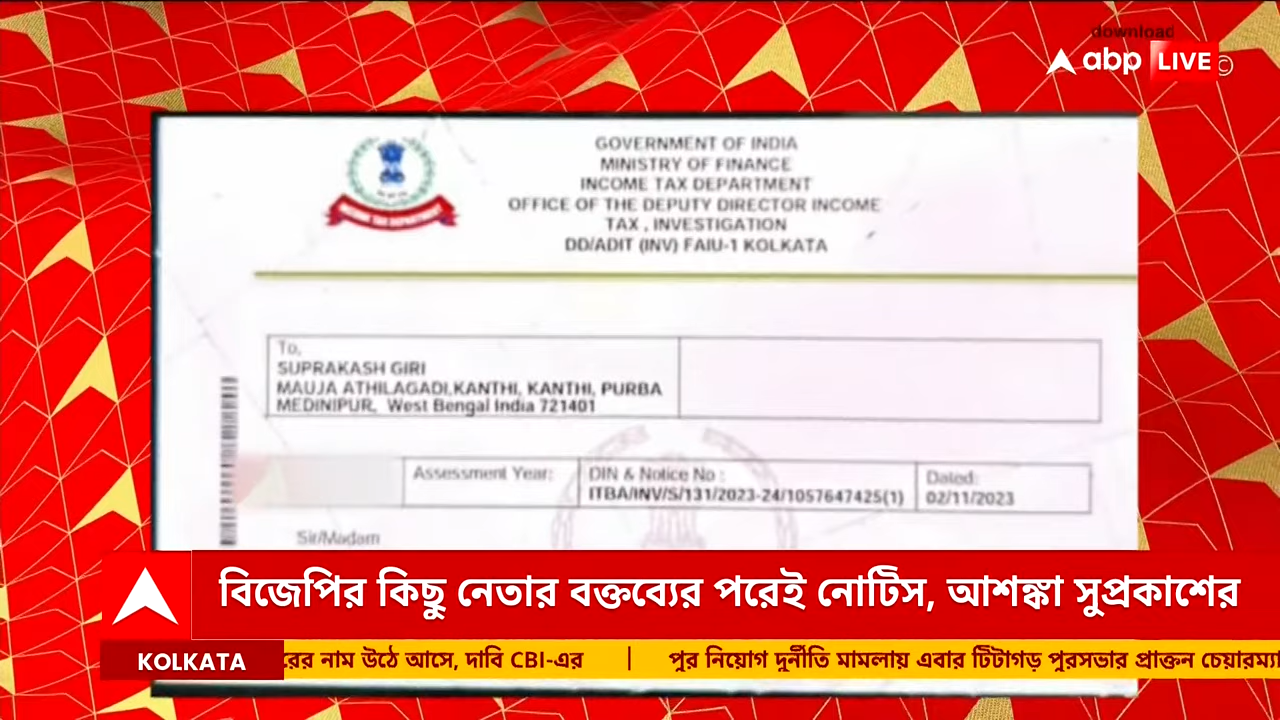 download
abp LIVE ©
GOVERNMENT OF INDIA
MINISTRY OF FINANCE
INCOME TAX DEPARTMENT
OFFICE OF THE DEPUTY DIRECTOR INCOME
TAX , INVESTIGATION
DD/ADIT (INV) FAIU-1 KOLKATA
INCOME TAX DEPARTMENT
To,
SUPRAKASH GIRI
MAUJA ATHILAGADI,KANTHI, KANTHI, PURBA
MEDINIPUR, West Bengal India 721401
Assessment Year:
DIN & Notice No :
ITBA/INV/S/131/2023-24/1057647425(1)
Dated:
02/11/2023
Sir/Madam
বিজেপির কিছু নেতার বক্তব্যের পরেই নোটিস, আশঙ্কা সুপ্রকাশের
KOLKATA
রের নাম উঠে আসে, দাবি CBI-এর | পুর নিয়োগ দুর্নীতি মামলায় এবার টিটাগড় পুরসভার প্রাক্তন চেয়ারম্যা